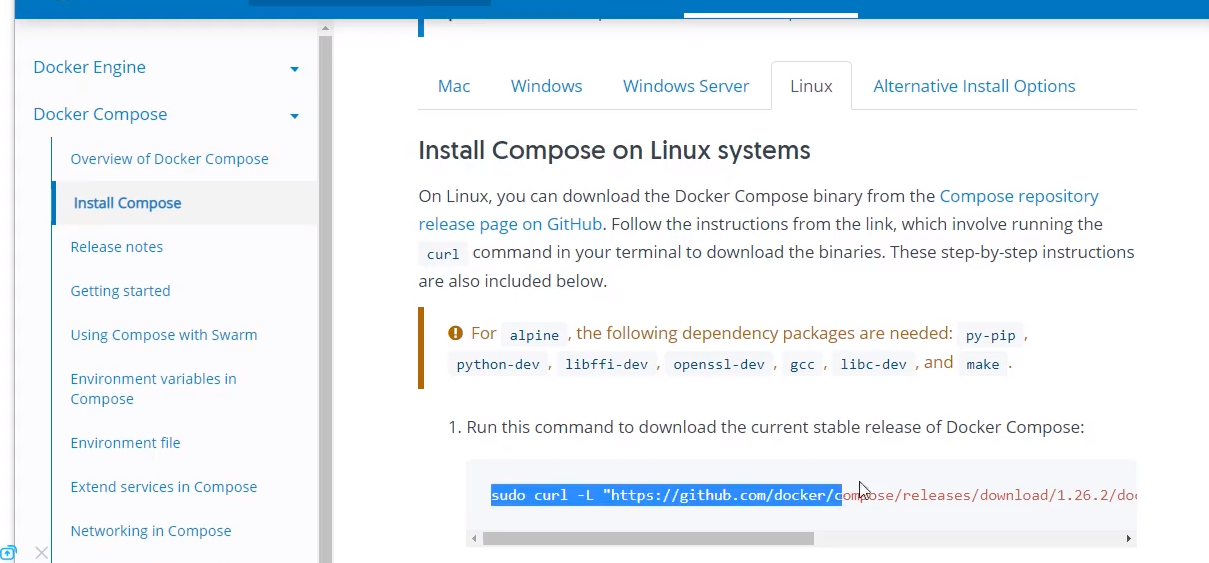 Docker Engine
Docker Compose
Overview of Docker Compose
Install Compose
Release notes
Getting started
Using Compose with Swarm
Environment variables in
Compose
Environment file
Extend services in Compose
Networking in Compose
Mac Windows Windows Server Linux Alternative Install Options
Install Compose on Linux systems
On Linux, you can download the Docker Compose binary from the Compose repository
release page on GitHub. Follow the instructions from the link, which involve running the
curl command in your terminal to download the binaries. These step-by-step instructions
are also included below.
For alpine , the following dependency packages are needed: py-pip ,
python-dev , libffi-dev , openssl-dev , gcc , libc-dev , and make .
1. Run this command to download the current stable release of Docker Compose:
sudo curl -L "https://github.com/docker/compose/releases/download/1.26.2/doc